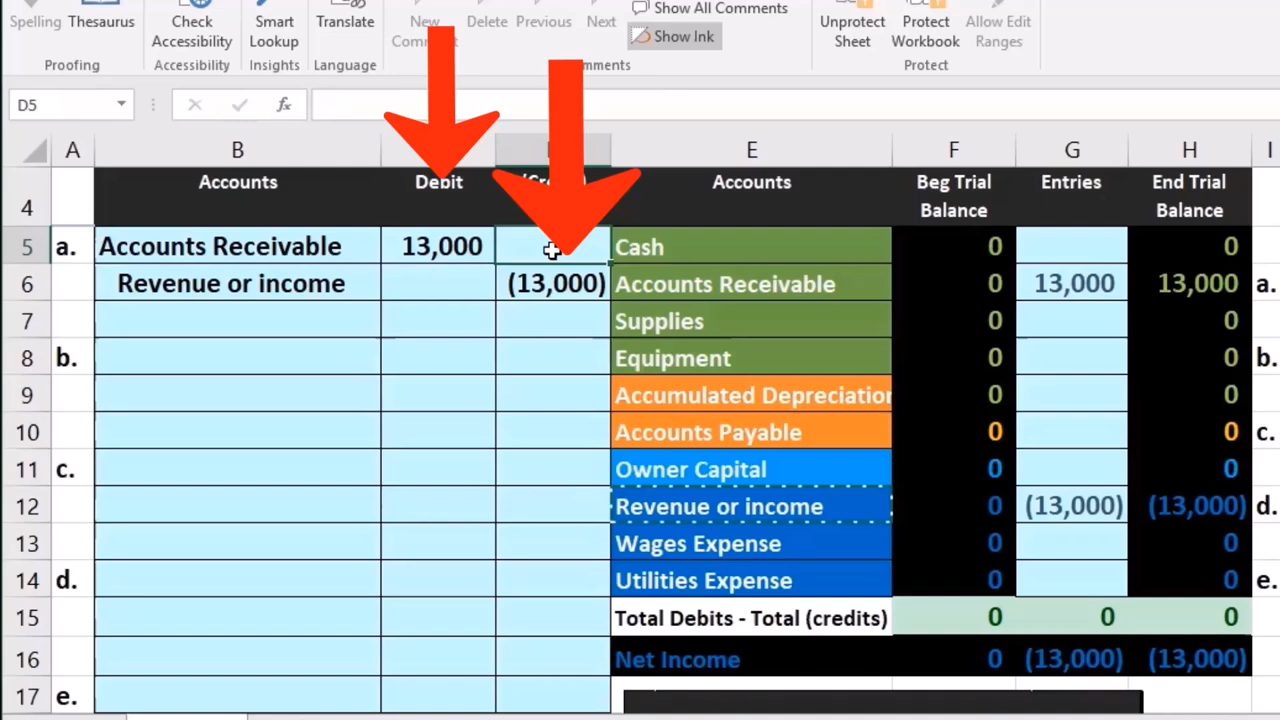 Spelling Thesaurus
Check
Accessibility
Smart
Lookup
Translate
New
Delete Previous Next
Show All Comments
Show Ink
Unprotect
Sheet
Protect
Workbook
Allow Edit
Ranges
Proofing Accessibility Insights Language Protect
D5 fx
A B E F G H I
4 Accounts Debit Accounts Beg Trial Balance Entries End Trial Balance
5 a. Accounts Receivable 13,000 Cash 0 0
6 Revenue or income (13,000) Accounts Receivable 0 13,000 13,000 a.
7 Supplies 0 0
8 b. Equipment 0 0 b.
9 Accumulated Depreciation 0 0
10 Accounts Payable 0 0 c.
11 c. Owner Capital 0 0
12 Revenue or income 0 (13,000) (13,000) d.
13 Wages Expense 0 0
14 d. Utilities Expense 0 0 e.
15 Total Debits - Total (credits) 0 0 0
16 Net Income 0 (13,000) (13,000)
17 e.